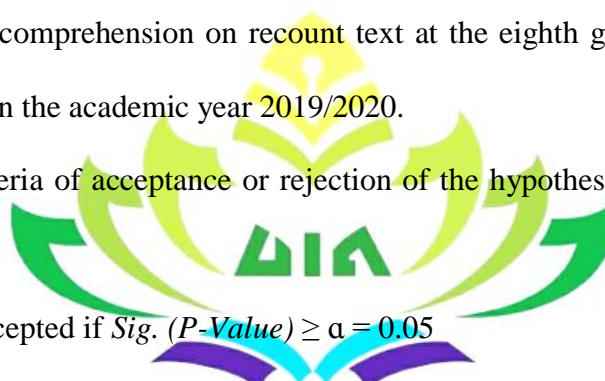 comprehension on recount text at the eighth g
n the academic year 2019/2020.
eria of acceptance or rejection of the hypothes
UIN
cepted if Sig. (P-Value) ≥ α = 0.05